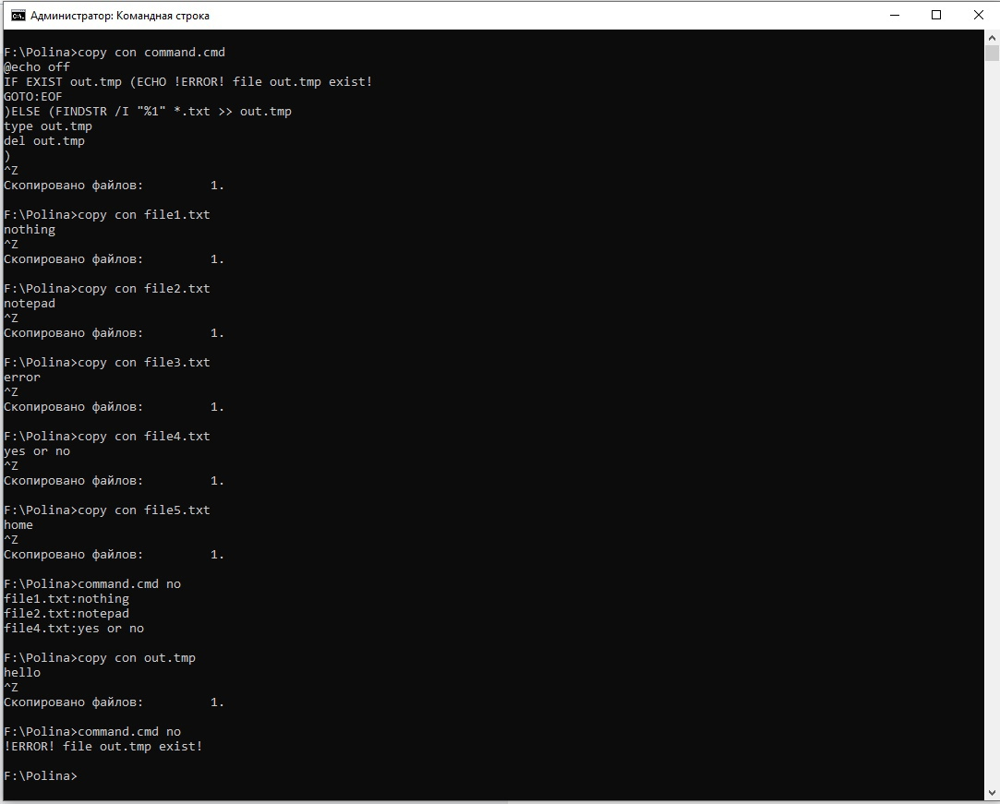 Администратор: Командная строка
F:\Polina>copy con command.cmd
@echo off
IF EXIST out.tmp (ECHO !ERROR! file out.tmp exist!
GOTO:EOF
)ELSE (FINDSTR /I "%1" *.txt >> out.tmp
type out.tmp
del out.tmp
)
^Z
Скопировано файлов:         1.
F:\Polina>copy con file1.txt
nothing
^Z
Скопировано файлов:         1.
F:\Polina>copy con file2.txt
notepad
^Z
Скопировано файлов:         1.
F:\Polina>copy con file3.txt
error
^Z
Скопировано файлов:         1.
F:\Polina>copy con file4.txt
yes or no
^Z
Скопировано файлов:         1.
F:\Polina>copy con file5.txt
home
^Z
Скопировано файлов:         1.
F:\Polina>command.cmd no
file1.txt:nothing
file2.txt:notepad
file4.txt:yes or no
F:\Polina>copy con out.tmp
hello
^Z
Скопировано файлов:         1.
F:\Polina>command.cmd no
!ERROR! file out.tmp exist!
F:\Polina>